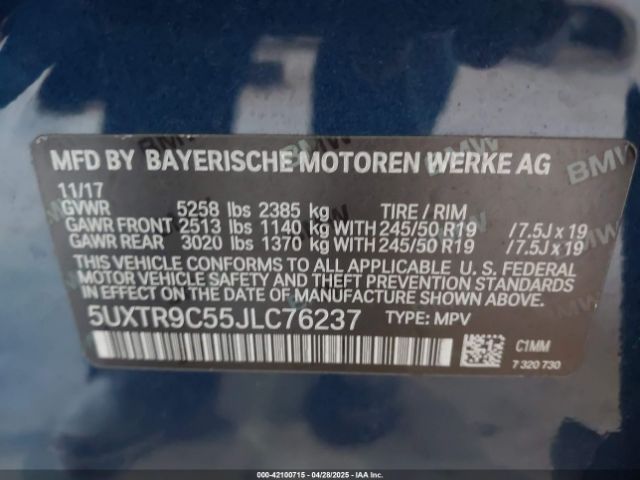 MFD BY BAYERISCHE MOTOREN WERKE AG
11/17
GVWR 5258 lbs 2385 kg TIRE / RIM
GAWR FRONT 2513 lbs 1140 kg WITH 245/50 R19 / 7.5J x 19
GAWR REAR 3020 lbs 1370 kg WITH 245/50 R19 / 7.5J x 19
THIS VEHICLE CONFORMS TO ALL APPLICABLE U. S. FEDERAL
MOTOR VEHICLE SAFETY AND THEFT PREVENTION STANDARDS
IN EFFECT ON THE DATE OF MANUFACTURE SHOWN ABOVE.
5UXTR9C55JLC76237 TYPE: MPV
C1MM
7 320 730
BMW
BMW
BMW
000-42100715 - 04/28/2025 - IAA Inc. (Canada)